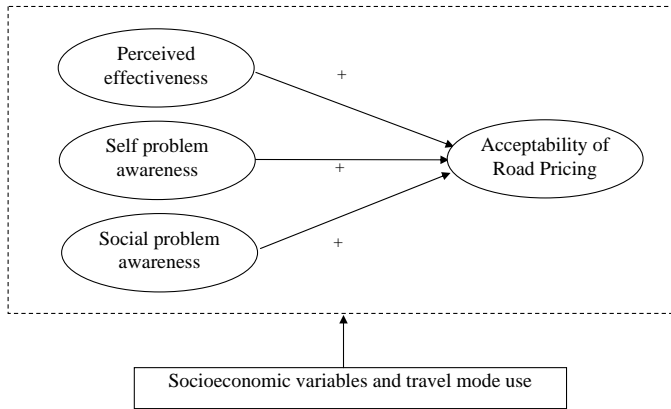 Perceived
effectiveness
+
Self problem
awareness
+
Acceptability of
Road Pricing
Social problem
awareness
+
Socioeconomic variables and travel mode use